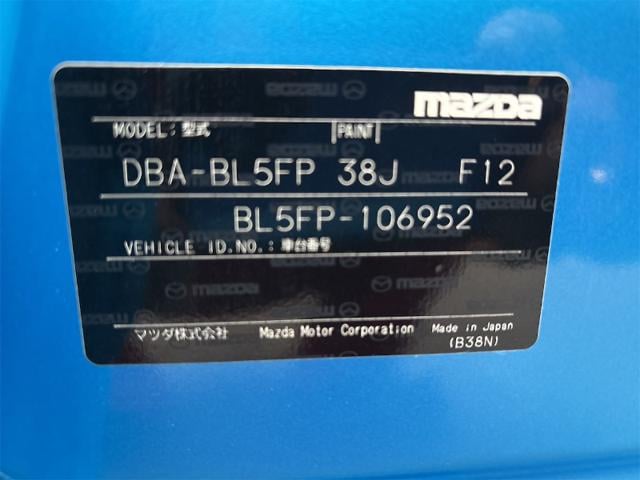 mazda
MODEL: 型式 PAINT
DBA-BL5FP 38J F12
BL5FP-106952
VEHICLE ID.NO.: 車台番号
マツダ株式会社 Mazda Motor Corporation Made in Japan
(B38N)